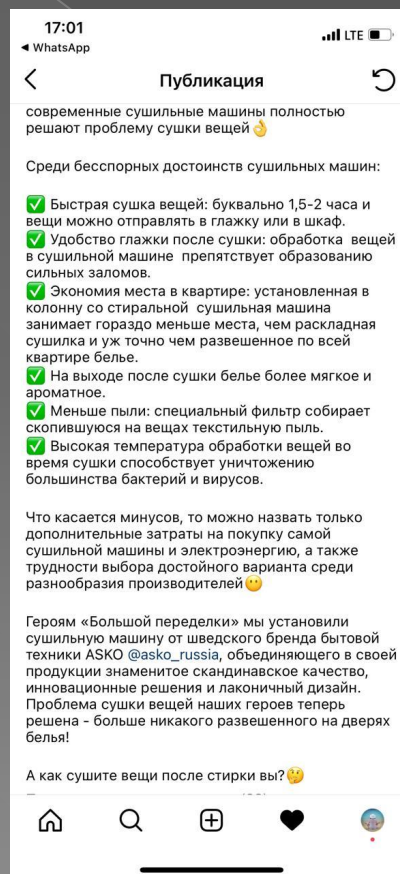 17:01
LTE
◀ WhatsApp
Публикация
современные сушильные машины полностью
решают проблему сушки вещей👌
Среди бесспорных достоинств сушильных машин:
✅ Быстрая сушка вещей: буквально 1,5-2 часа и
вещи можно отправлять в глажку или в шкаф.
✅ Удобство глажки после сушки: обработка вещей
в сушильной машине препятствует образованию
сильных заломов.
✅ Экономия места в квартире: установленная в
колонну со стиральной сушильная машина
занимает гораздо меньше места, чем раскладная
сушилка и уж точно чем развешенное по всей
квартире белье.
✅ На выходе после сушки белье более мягкое и
ароматное.
✅ Меньше пыли: специальный фильтр собирает
скопившуюся на вещах текстильную пыль.
✅ Высокая температура обработки вещей во
время сушки способствует уничтожению
большинства бактерий и вирусов.
Что касается минусов, то можно назвать только
дополнительные затраты на покупку самой
сушильной машины и электроэнергию, а также
трудности выбора достойного варианта среди
разнообразия производителей😶
Героям «Большой переделки» мы установили
сушильную машину от шведского бренда бытовой
техники ASKO @asko_russia, объединяющего в своей
продукции знаменитое скандинавское качество,
инновационные решения и лаконичный дизайн.
Проблема сушки вещей наших героев теперь
решена - больше никакого развешенного на дверях
белья!
А как сушите вещи после стирки вы?🤔